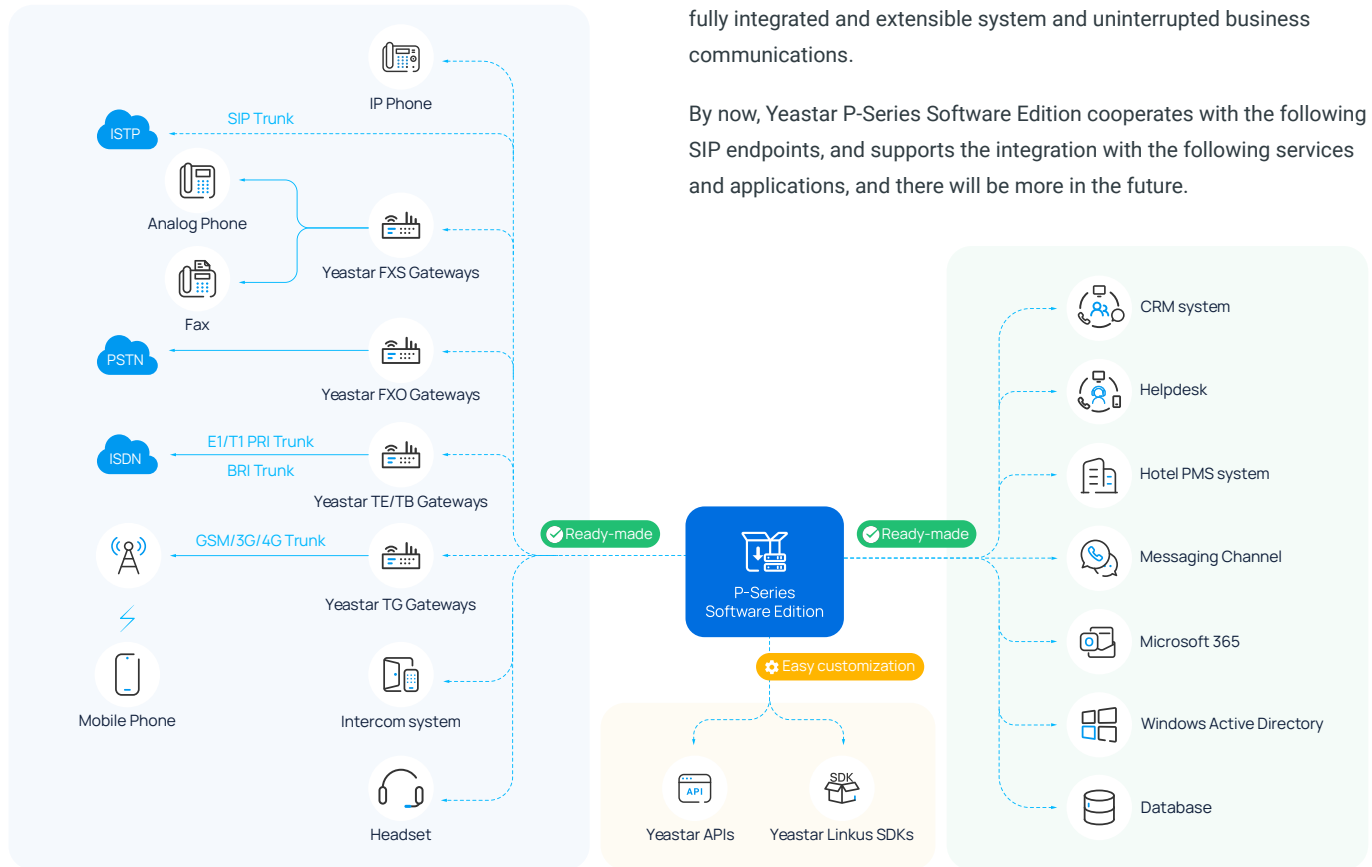 fully integrated and extensible system and uninterrupted business
communications.
By now, Yeastar P-Series Software Edition cooperates with the following
SIP endpoints, and supports the integration with the following services
and applications, and there will be more in the future.
IP Phone
ISTP
SIP Trunk
Analog Phone
Yeastar FXS Gateways
Fax
PSTN
Yeastar FXO Gateways
ISDN
E1/T1 PRI Trunk
BRI Trunk
Yeastar TE/TB Gateways
GSM/3G/4G Trunk
Yeastar TG Gateways
Mobile Phone
Intercom system
Headset
Ready-made
P-Series
Software Edition
Ready-made
Easy customization
API
Yeastar APIs
SDK
Yeastar Linkus SDKs
CRM system
Helpdesk
Hotel PMS system
Messaging Channel
O
Microsoft 365
Windows Active Directory
Database